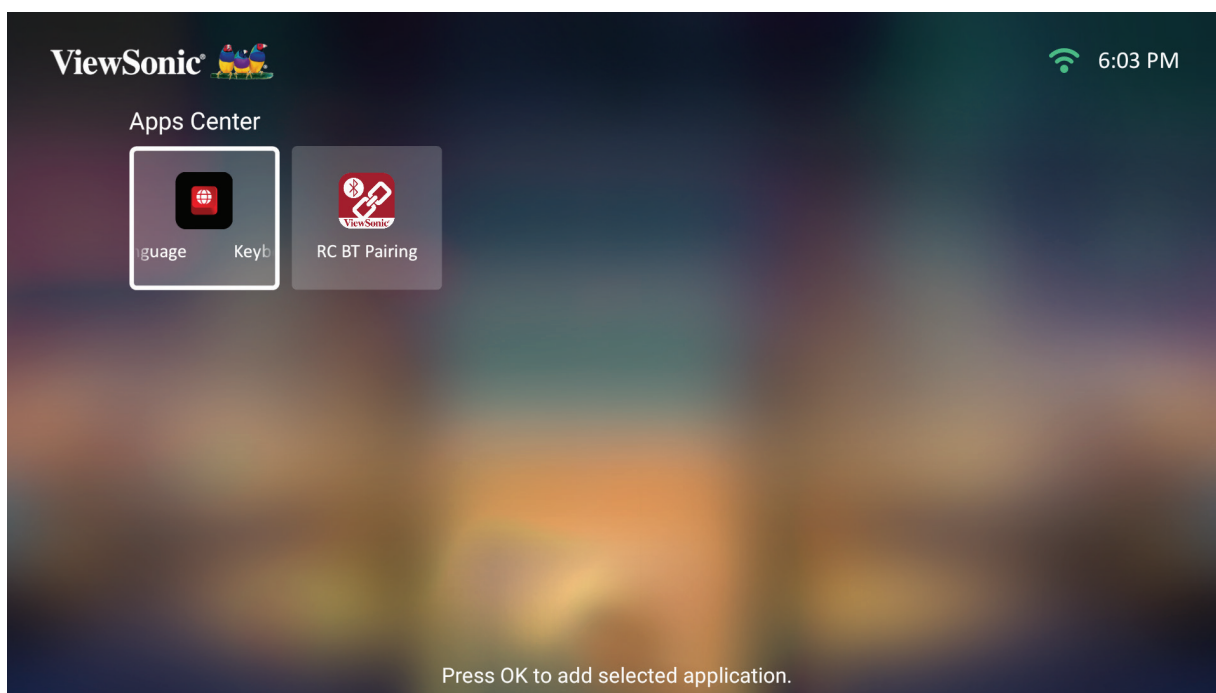 ViewSonic®
6:03 PM
Apps Center
guage Keyb
RC BT Pairing
ViewSonic
Press OK to add selected application.